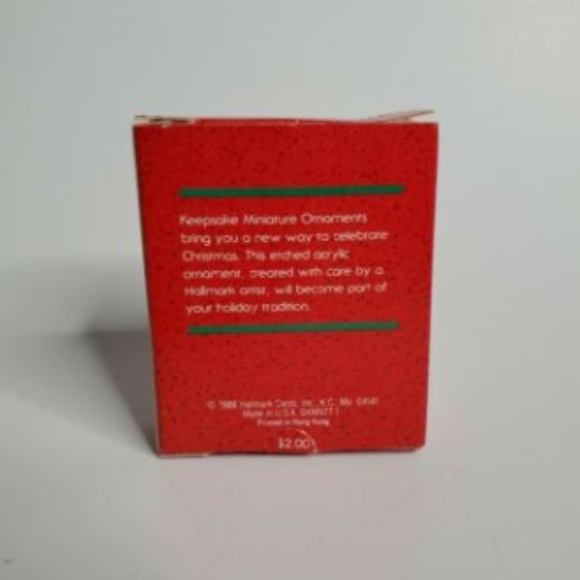 Keepsake Miniature Ornaments
bring you a new way to celebrate
Christmas. This etched acrylic
ornament, created with care by a
Hallmark artist, will become part of
your holiday tradition.
© 1988 Hallmark Cards, Inc., K.C., Mo.
Made in U.S.A.
Printed in Hong Kong
$2.00